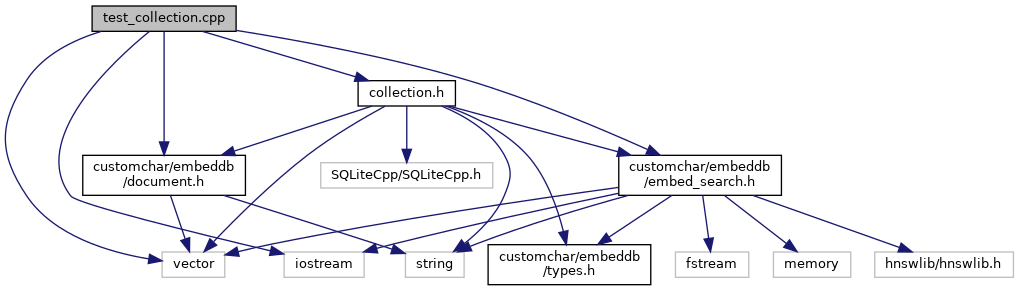 test_collection.cpp
collection.h
customchar/embeddb
/document.h
SQLiteCpp/SQLiteCpp.h
customchar/embeddb
/embed_search.h
vector
iostream
string
customchar/embeddb
/types.h
fstream
memory
hnswlib/hnswlib.h